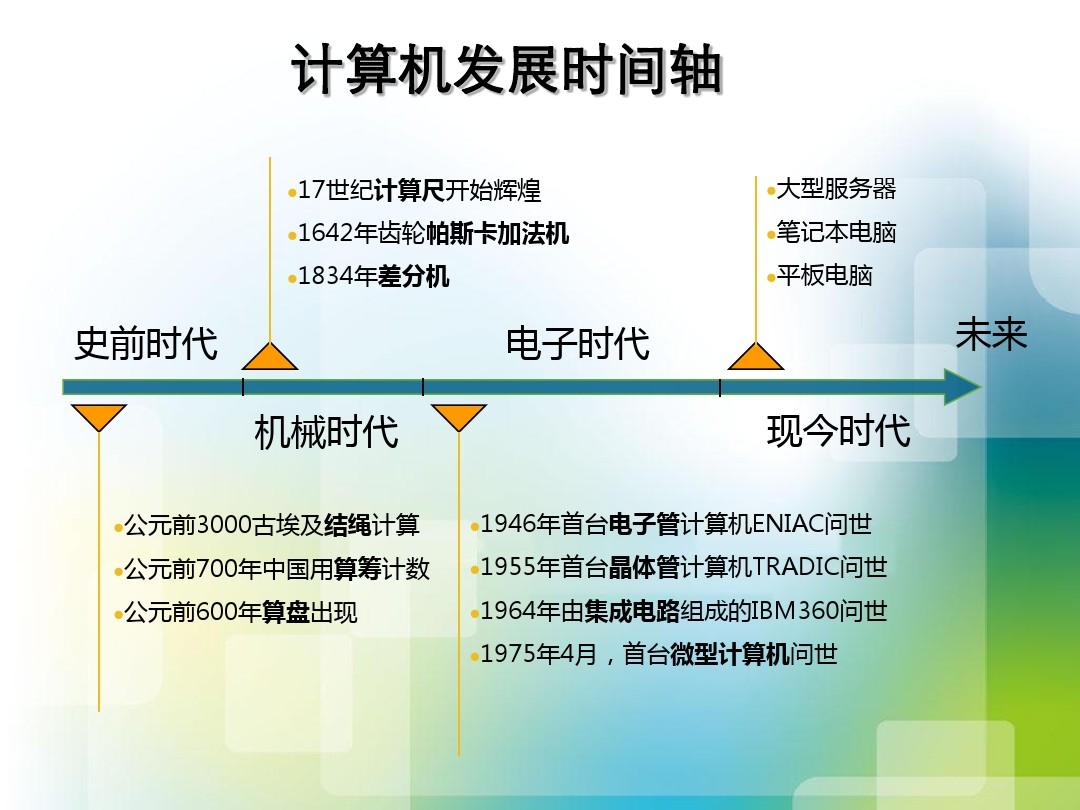 计算机发展时间轴
17世纪计算尺开始辉煌
1642年齿轮帕斯卡加法机
1834年差分机
大型服务器
笔记本电脑
平板电脑
史前时代
电子时代
未来
机械时代
现今时代
公元前3000古埃及结绳计算
公元前700年中国用算筹计数
公元前600年算盘出现
1946年首台电子管计算机ENIAC问世
1955年首台晶体管计算机TRADIC问世
1964年由集成电路组成的IBM360问世
1975年4月，首台微型计算机问世